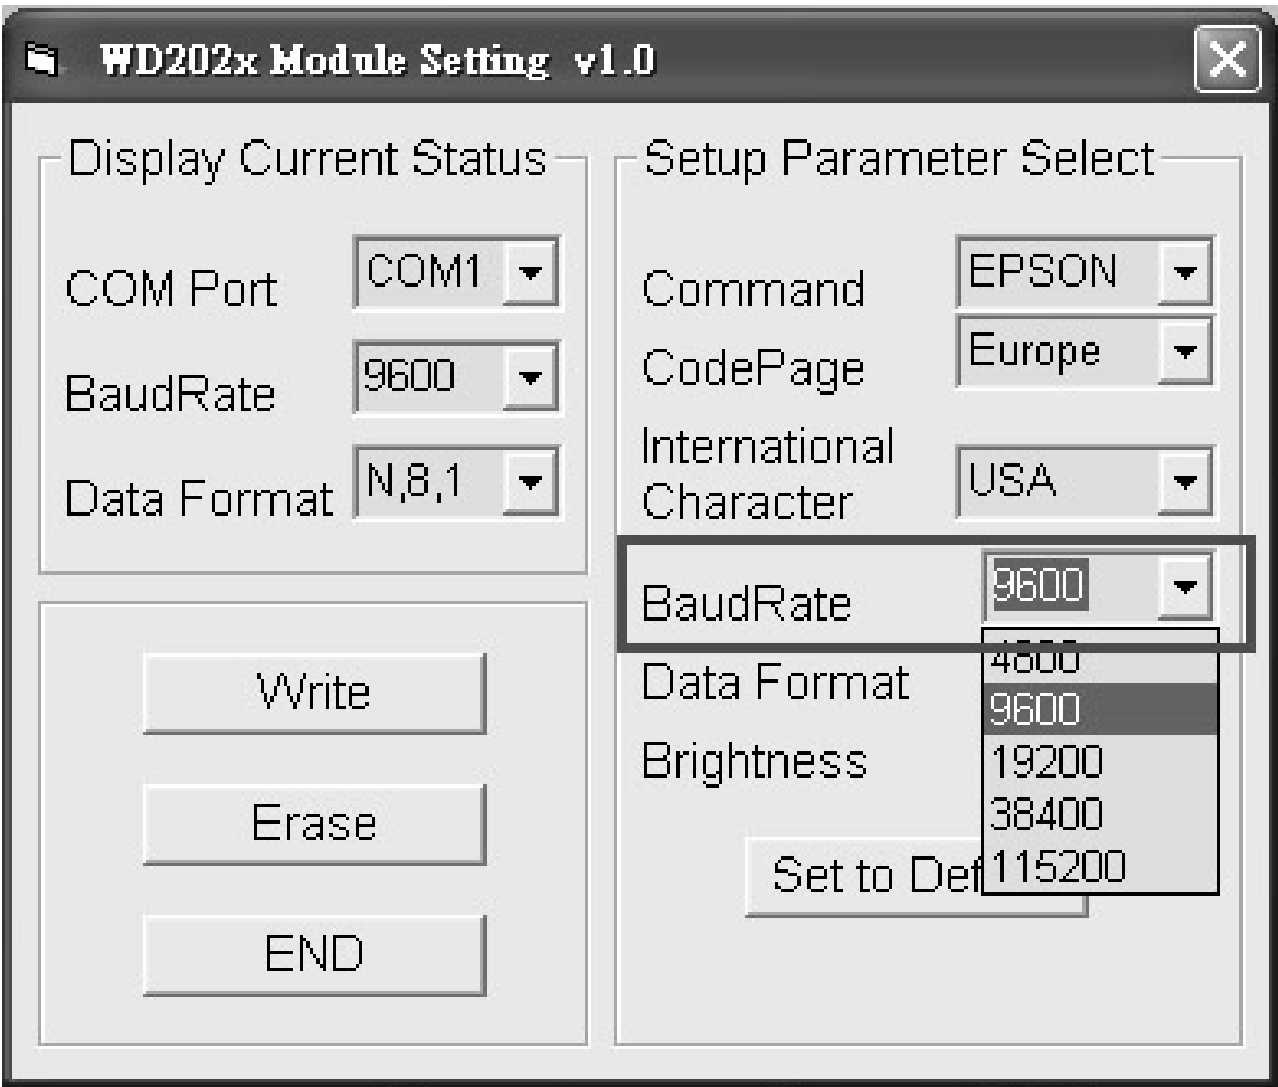 WD202x Module Setting v1.0
Display Current Status
COM Port
COM1
BaudRate
9600
Data Format
N,8,1
Write
Erase
END
Setup Parameter Select
Command
EPSON
CodePage
Europe
International
Character
USA
BaudRate
9600
4800
9600
19200
38400
115200
Data Format
Brightness
Set to Def